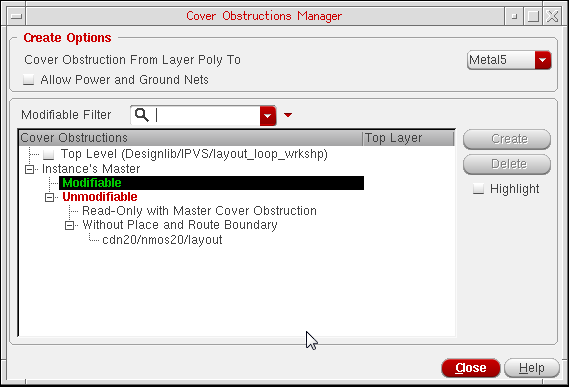 Cover Obstructions Manager
Create Options
Cover Obstruction From Layer Poly To Metal5
Allow Power and Ground Nets
Modifiable Filter
Cover Obstructions Top Layer
Top Level (Designlib/IPVS/layout_loop_wrkshp)
Instance's Master
Modifiable
Unmodifiable
Read-Only with Master Cover Obstruction
Without Place and Route Boundary
cdn20/nmos20/layout
Create
Delete
Highlight
Close Help